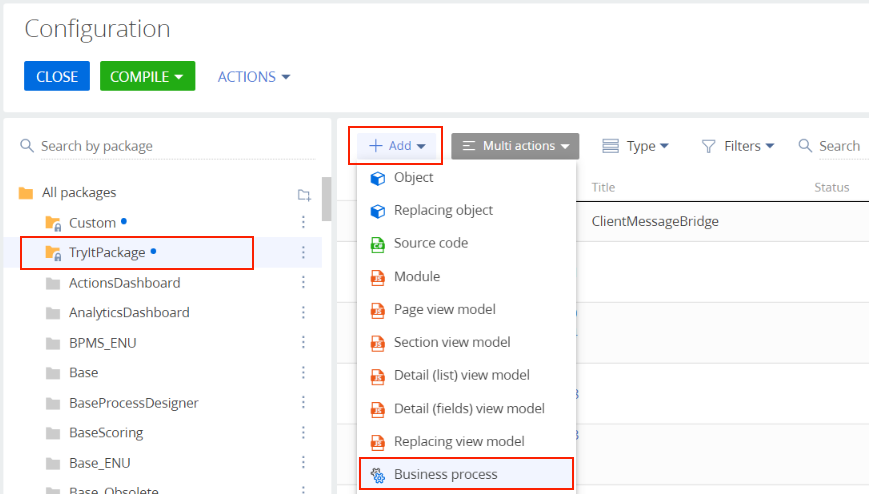 Configuration
CLOSE
COMPILE
ACTIONS
Search by package
All packages
Custom
TryItPackage
ActionsDashboard
AnalyticsDashboard
BPMS_ENU
Base
BaseProcessDesigner
BaseScoring
Base_ENU
Base_Obsolete
Add
Multi actions
Type
Filters
Search
Object
Replacing object
Source code
Module
Page view model
Section view model
Detail (list) view model
Detail (fields) view model
Replacing view model
Business process
Title
Status
ClientMessageBridge